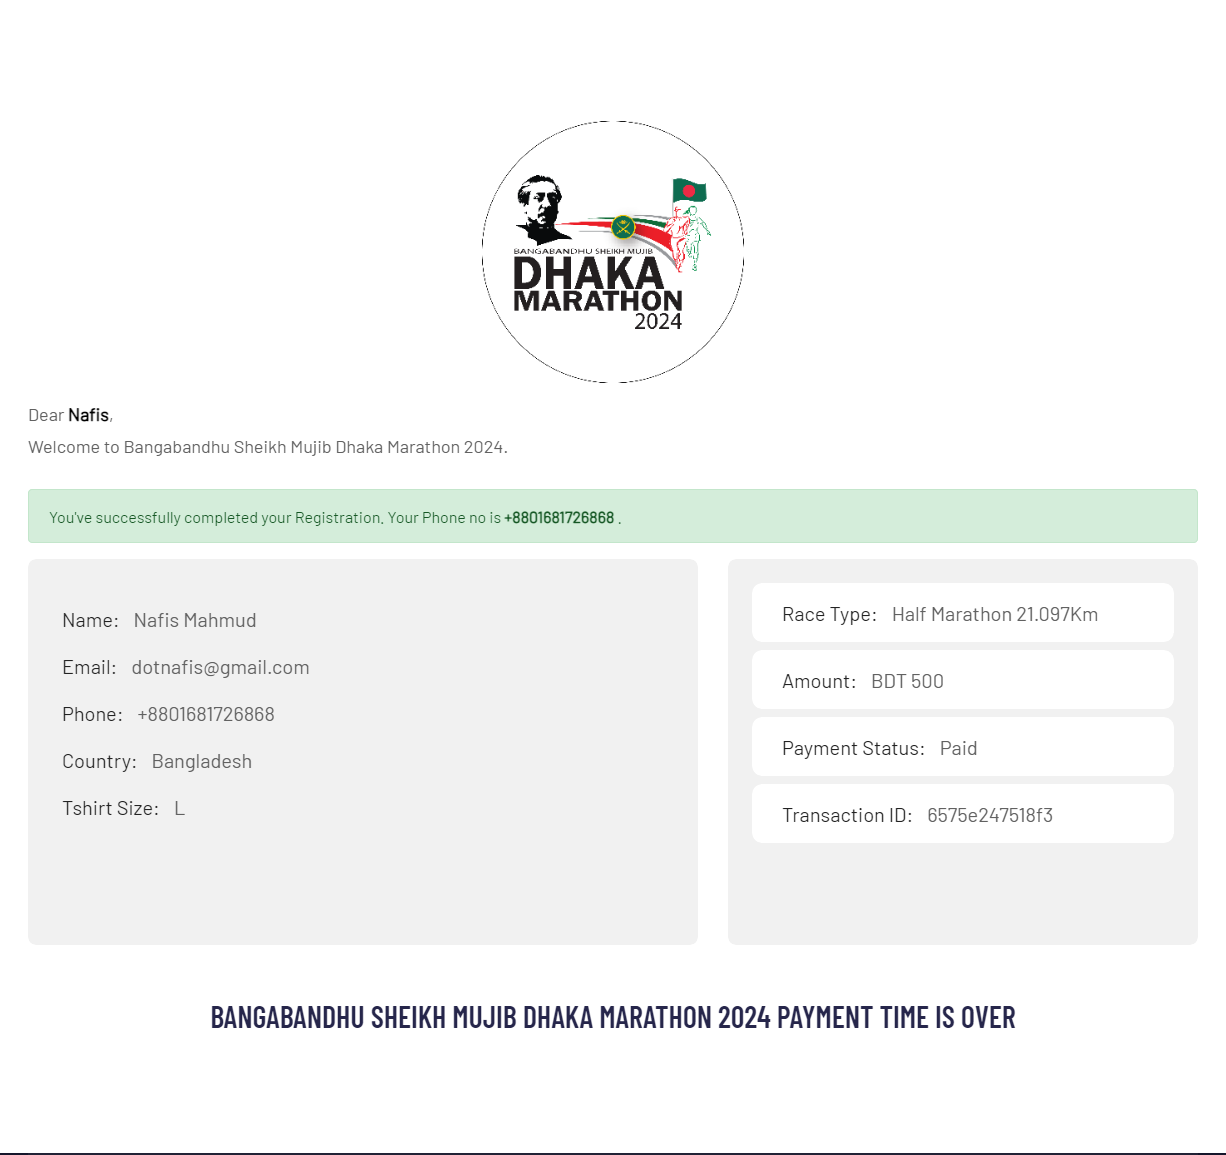 BANGABANDHU SHEIKH MUJIB
DHAKA
MARATHON
2024
Dear Nafis,
Welcome to Bangabandhu Sheikh Mujib Dhaka Marathon 2024.
You've successfully completed your Registration. Your Phone no is +8801681726868 .
Name: Nafis Mahmud
Email: dotnafis@gmail.com
Phone: +8801681726868
Country: Bangladesh
Tshirt Size: L
Race Type: Half Marathon 21.097Km
Amount: BDT 500
Payment Status: Paid
Transaction ID: 6575e247518f3
BANGABANDHU SHEIKH MUJIB DHAKA MARATHON 2024 PAYMENT TIME IS OVER